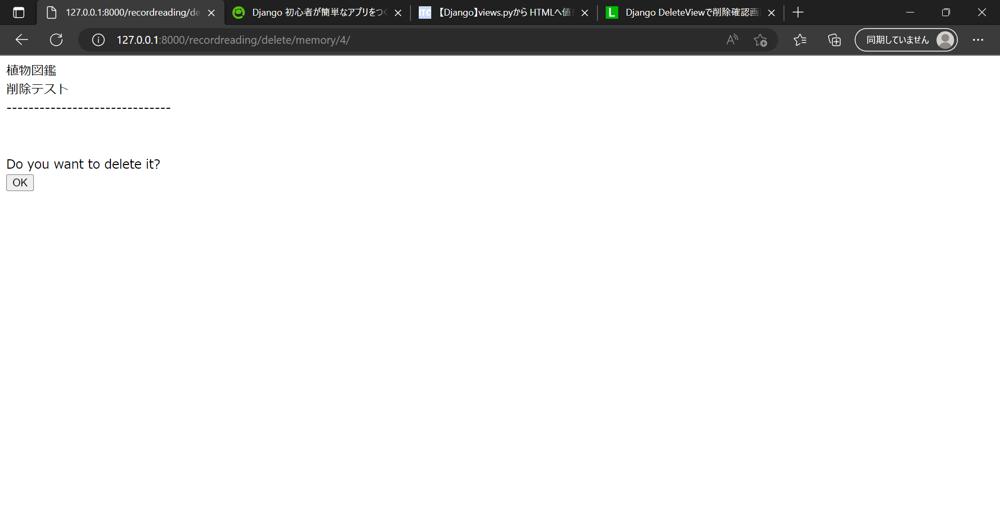 127.0.0.1:8000/recordreading/de
Django 初心者が簡単なアプリをつく
ITC 【Django】views.pyから HTMLへ値を
L Django DeleteViewで削除確認画
127.0.0.1:8000/recordreading/delete/memory/4/
同期していません
植物図鑑
削除テスト
------------------------------
Do you want to delete it?
OK